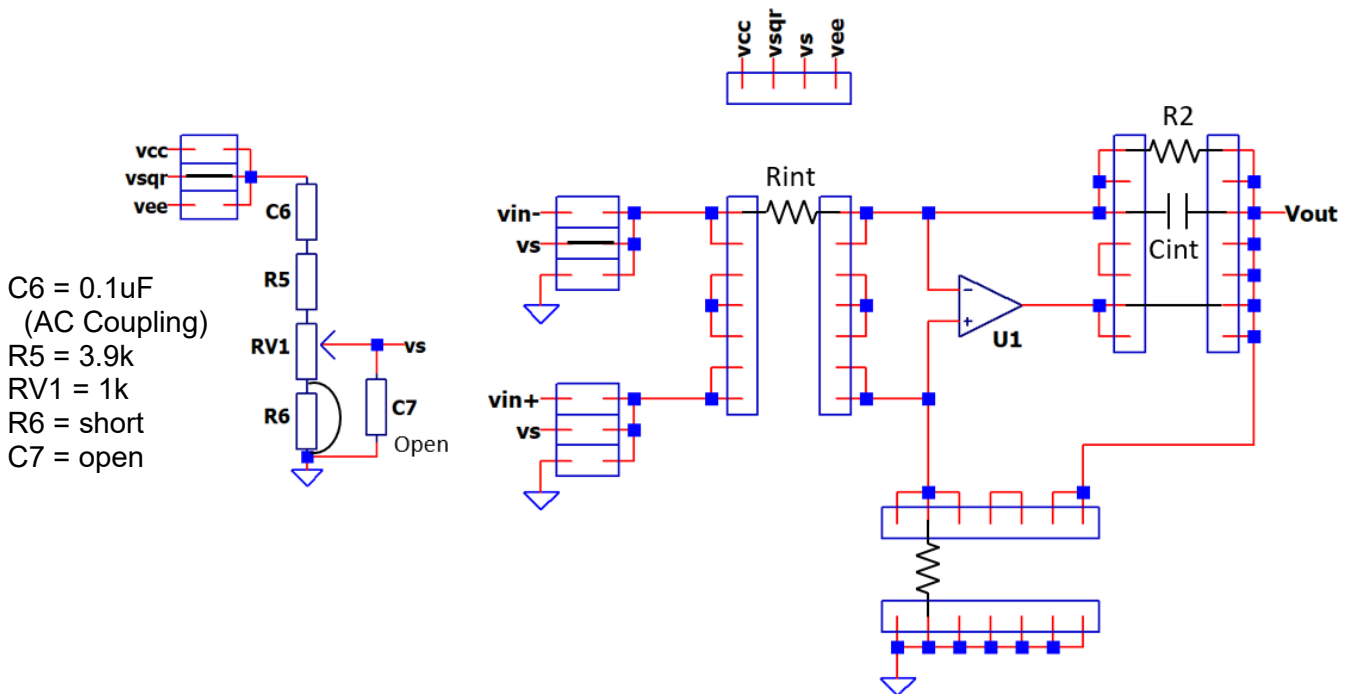 vcc
vsqr
vs
vee
vcc
vsqr
vee
C6
R5
RV1
vs
R6
C7
Open
C6 = 0.1uF
(AC Coupling)
R5 = 3.9k
RV1 = 1k
R6 = short
C7 = open
vin-
vs
Rint
vin+
vs
-
+
U1
R2
Cint
Vout